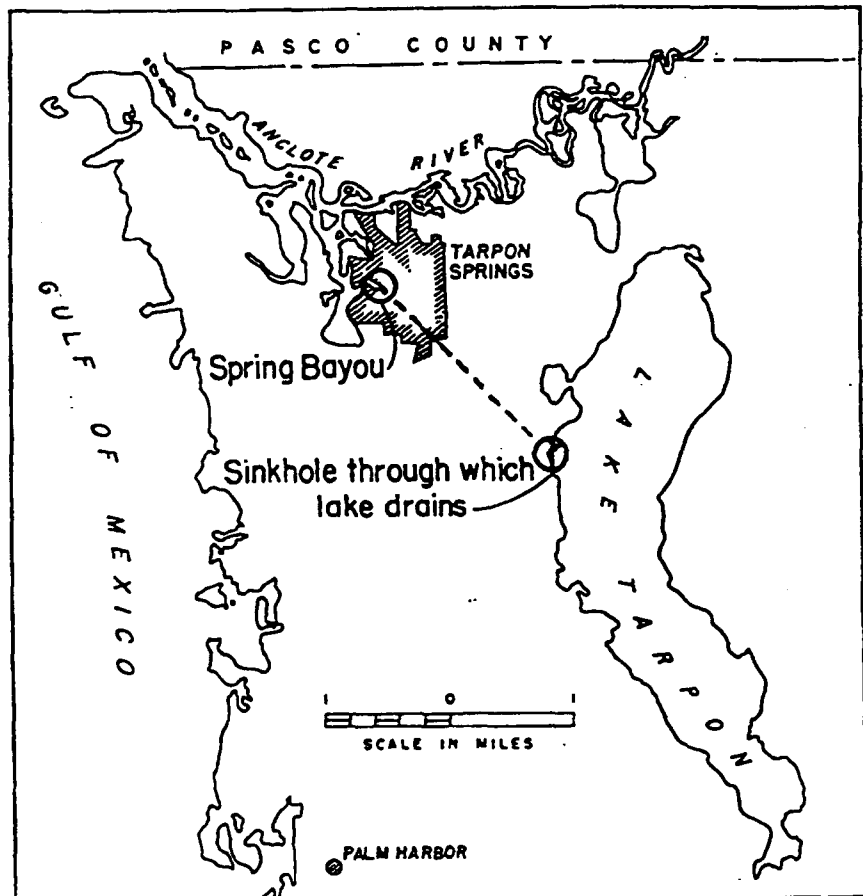 PASCO COUNTY
ANCLOTE RIVER
TARPON
SPRINGS
GULF OF MEXICO
Spring Bayou
LAKE TARPON
Sinkhole through which
lake drains
1 0 1
SCALE IN MILES
PALM HARBOR